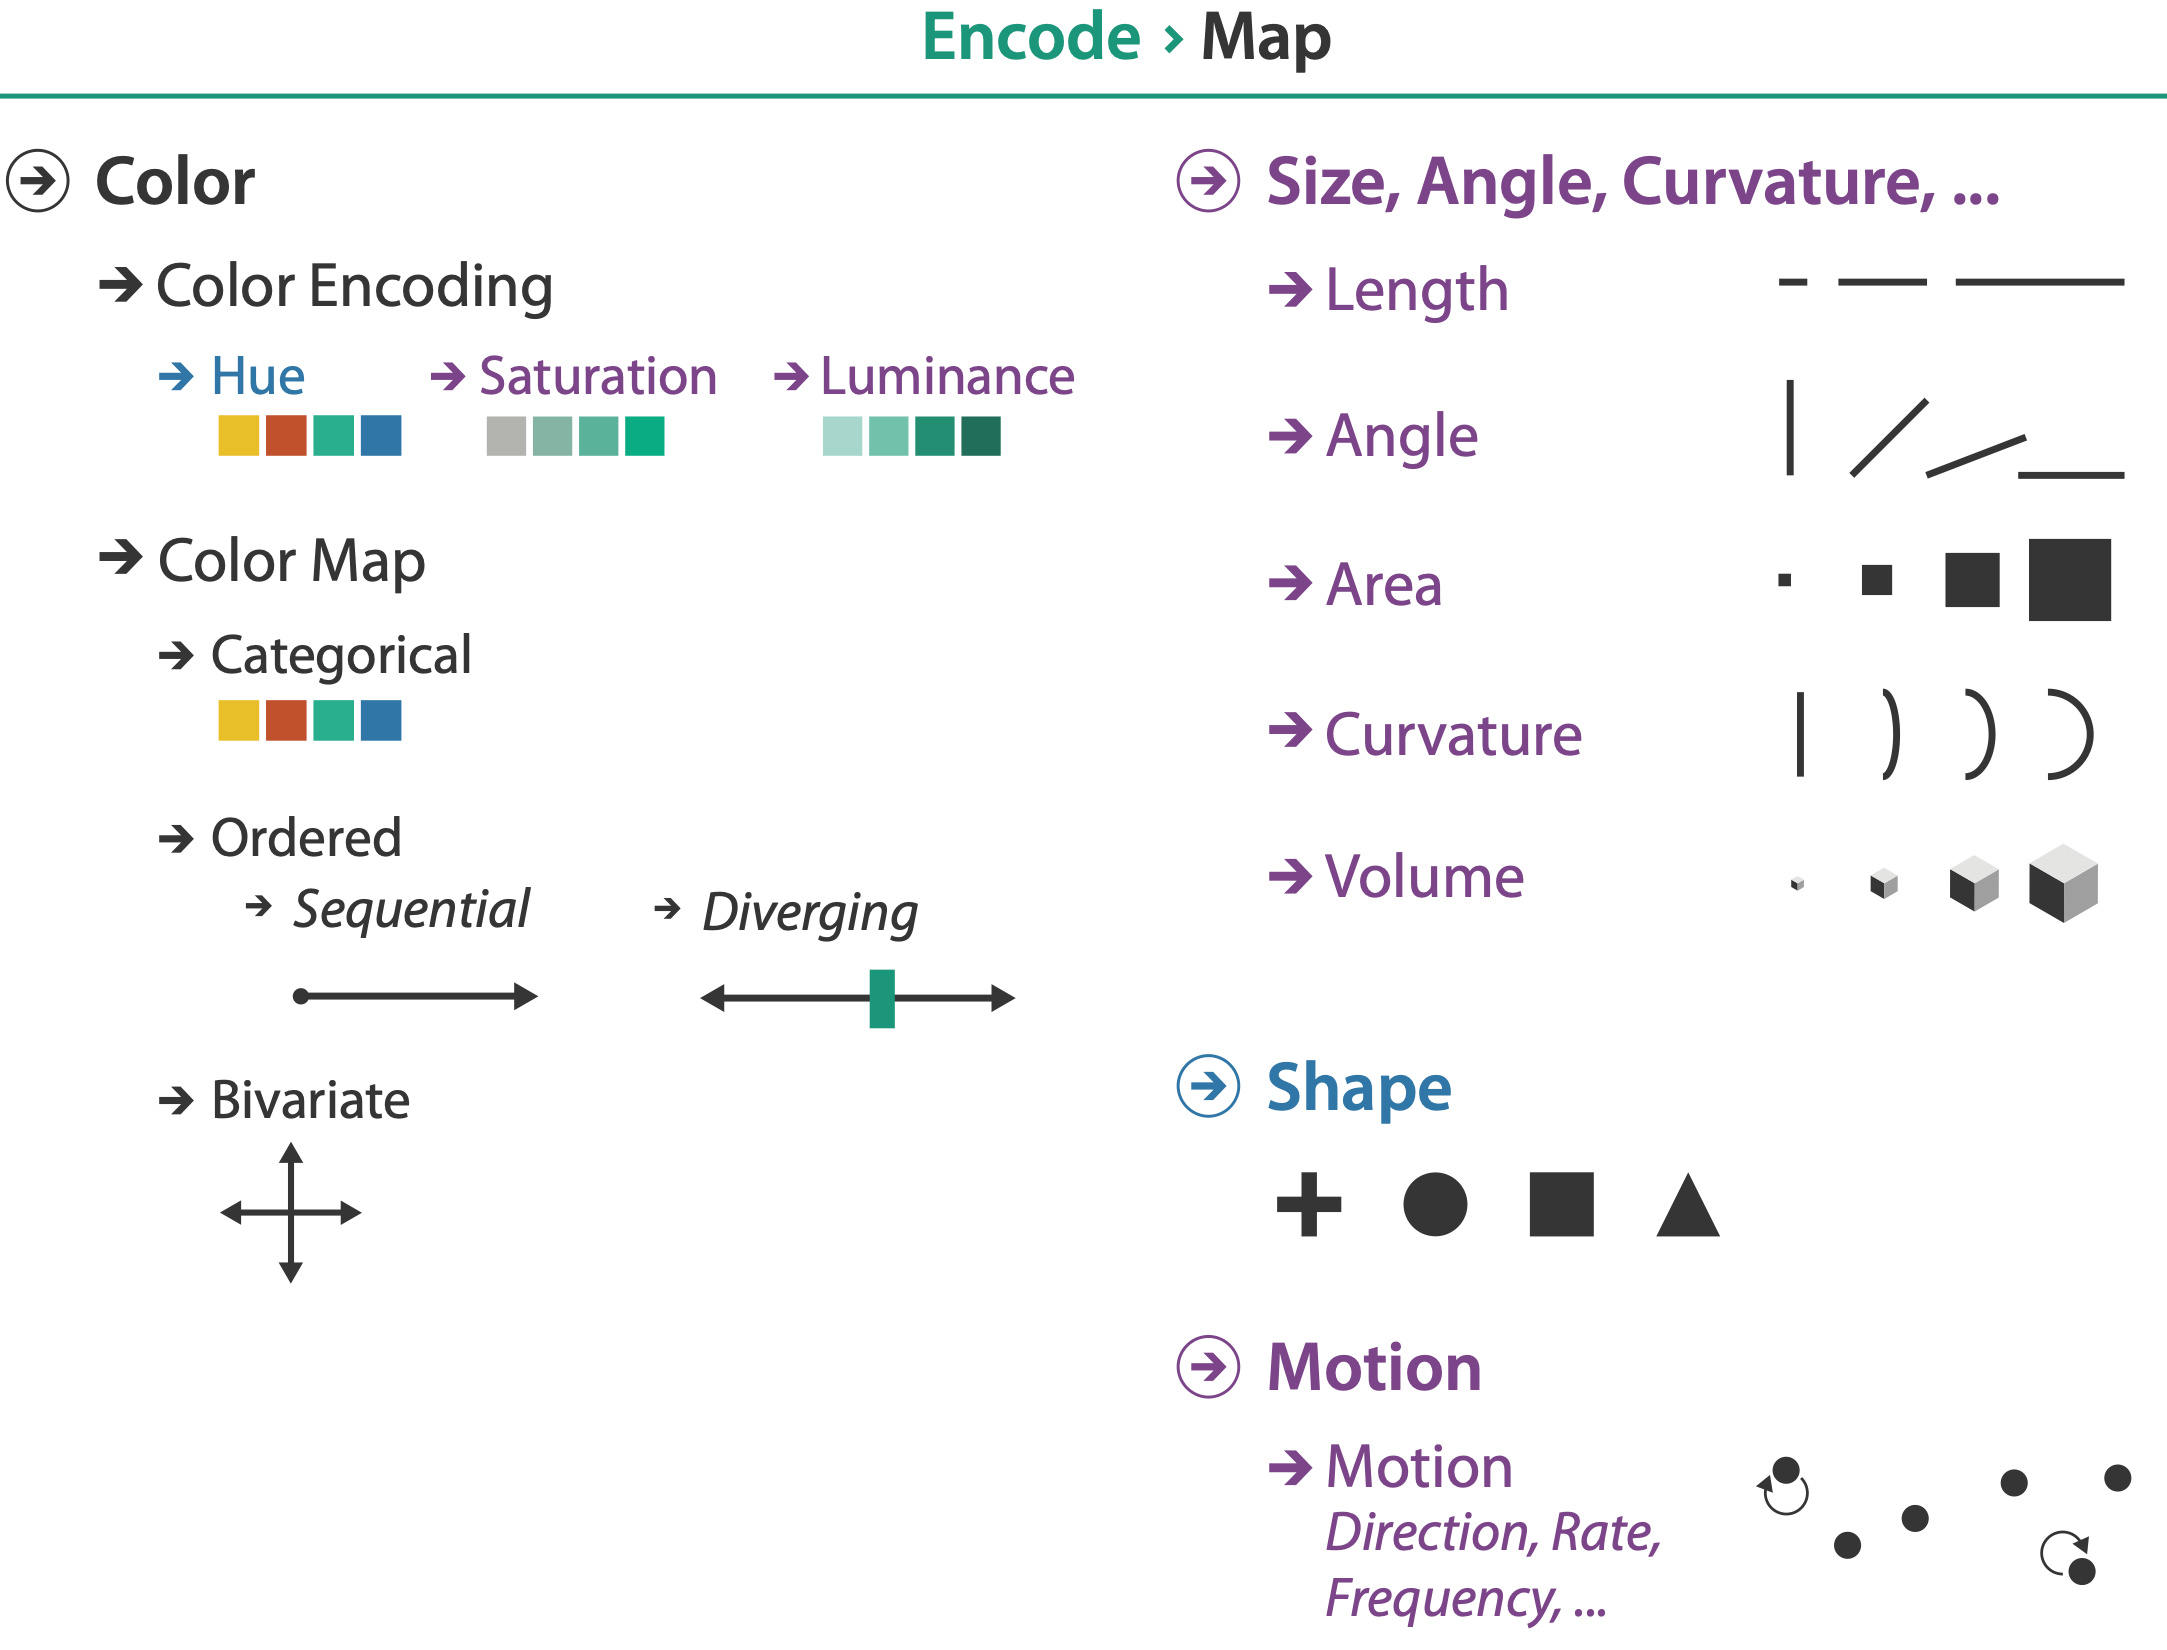 Encode › Map
Color
Color Encoding
Hue
Saturation
Luminance
Color Map
Categorical
Ordered
Sequential
Diverging
Bivariate
Size, Angle, Curvature, ...
Length
Angle
Area
Curvature
Volume
Shape
Motion
Motion
Direction, Rate,
Frequency, ...